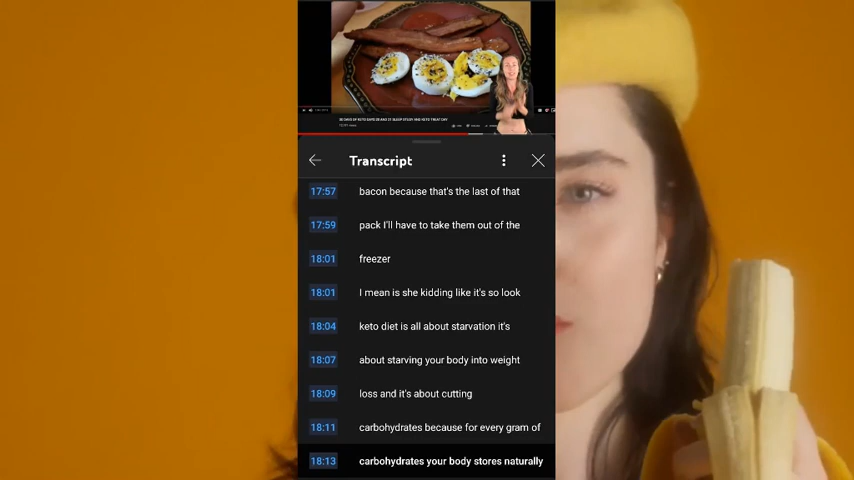 Transcript
17:57 bacon because that's the last of that
17:59 pack I'll have to take them out of the
18:01 freezer
18:01 I mean is she kidding like it's so look
18:04 keto diet is all about starvation it's
18:07 about starving your body into weight
18:09 loss and it's about cutting
18:11 carbohydrates because for every gram of
18:13 carbohydrates your body stores naturally